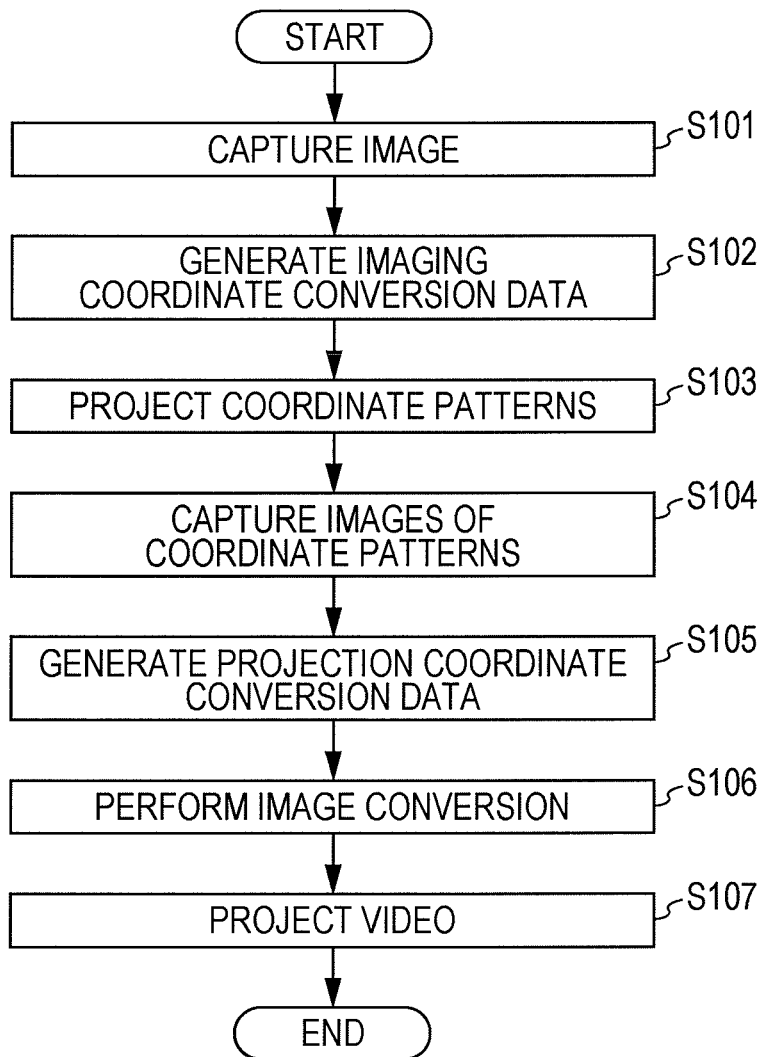 START
CAPTURE IMAGE
S101
GENERATE IMAGING
COORDINATE CONVERSION DATA
S102
PROJECT COORDINATE PATTERNS
S103
CAPTURE IMAGES OF
COORDINATE PATTERNS
S104
GENERATE PROJECTION COORDINATE
CONVERSION DATA
S105
PERFORM IMAGE CONVERSION
S106
PROJECT VIDEO
S107
END